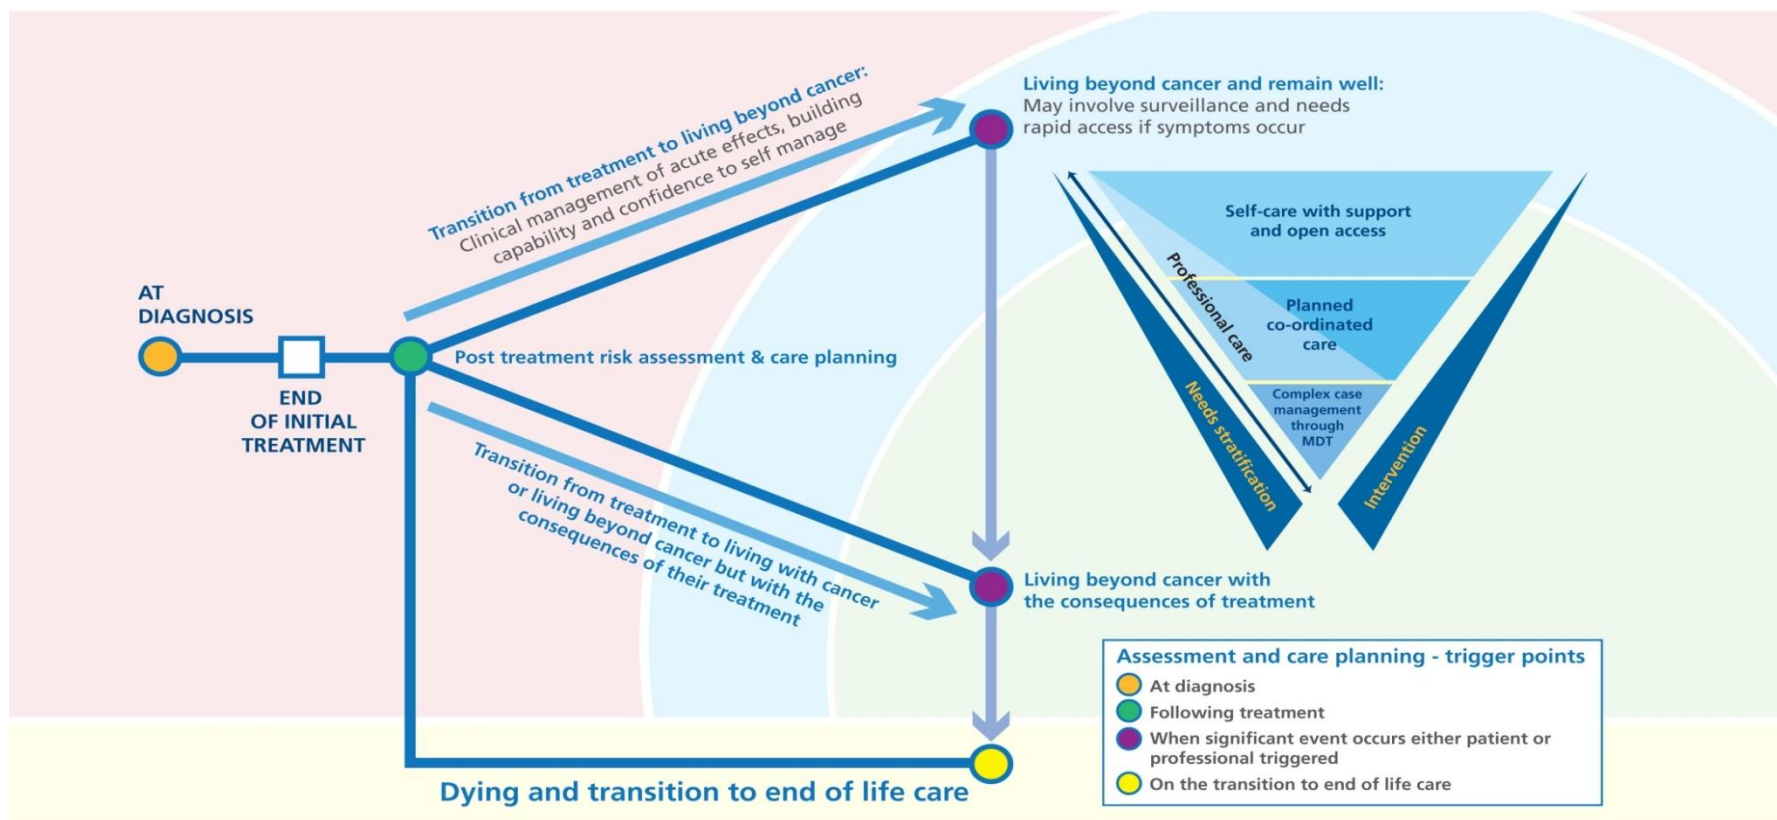 Transition from treatment to living beyond cancer:
Clinical management of acute effects, building
capability and confidence to self manage
Living beyond cancer and remain well:
May involve surveillance and needs
rapid access if symptoms occur
AT
DIAGNOSIS
END
OF INITIAL
TREATMENT
Post treatment risk assessment & care planning
Self-care with support
and open access
Planned
co-ordinated
care
Complex case
management
through
MDT
Professional care
Needs stratification
Intervention
Transition from treatment to living with cancer
or living beyond cancer but with the
consequences of their treatment
Living beyond cancer with
the consequences of treatment
Assessment and care planning - trigger points
At diagnosis
Following treatment
When significant event occurs either patient or
professional triggered
On the transition to end of life care
Dying and transition to end of life care